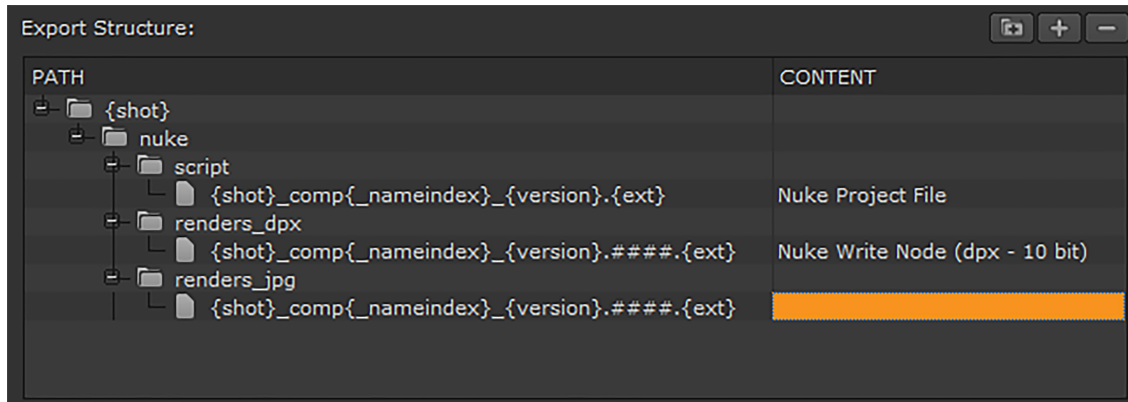 Export Structure:
PATH CONTENT
{shot}
nuke
script
{shot}_comp{_nameindex}_{version}.{ext} Nuke Project File
renders_dpx
{shot}_comp{_nameindex}_{version}.####.{ext} Nuke Write Node (dpx - 10 bit)
renders_jpg
{shot}_comp{_nameindex}_{version}.####.{ext}